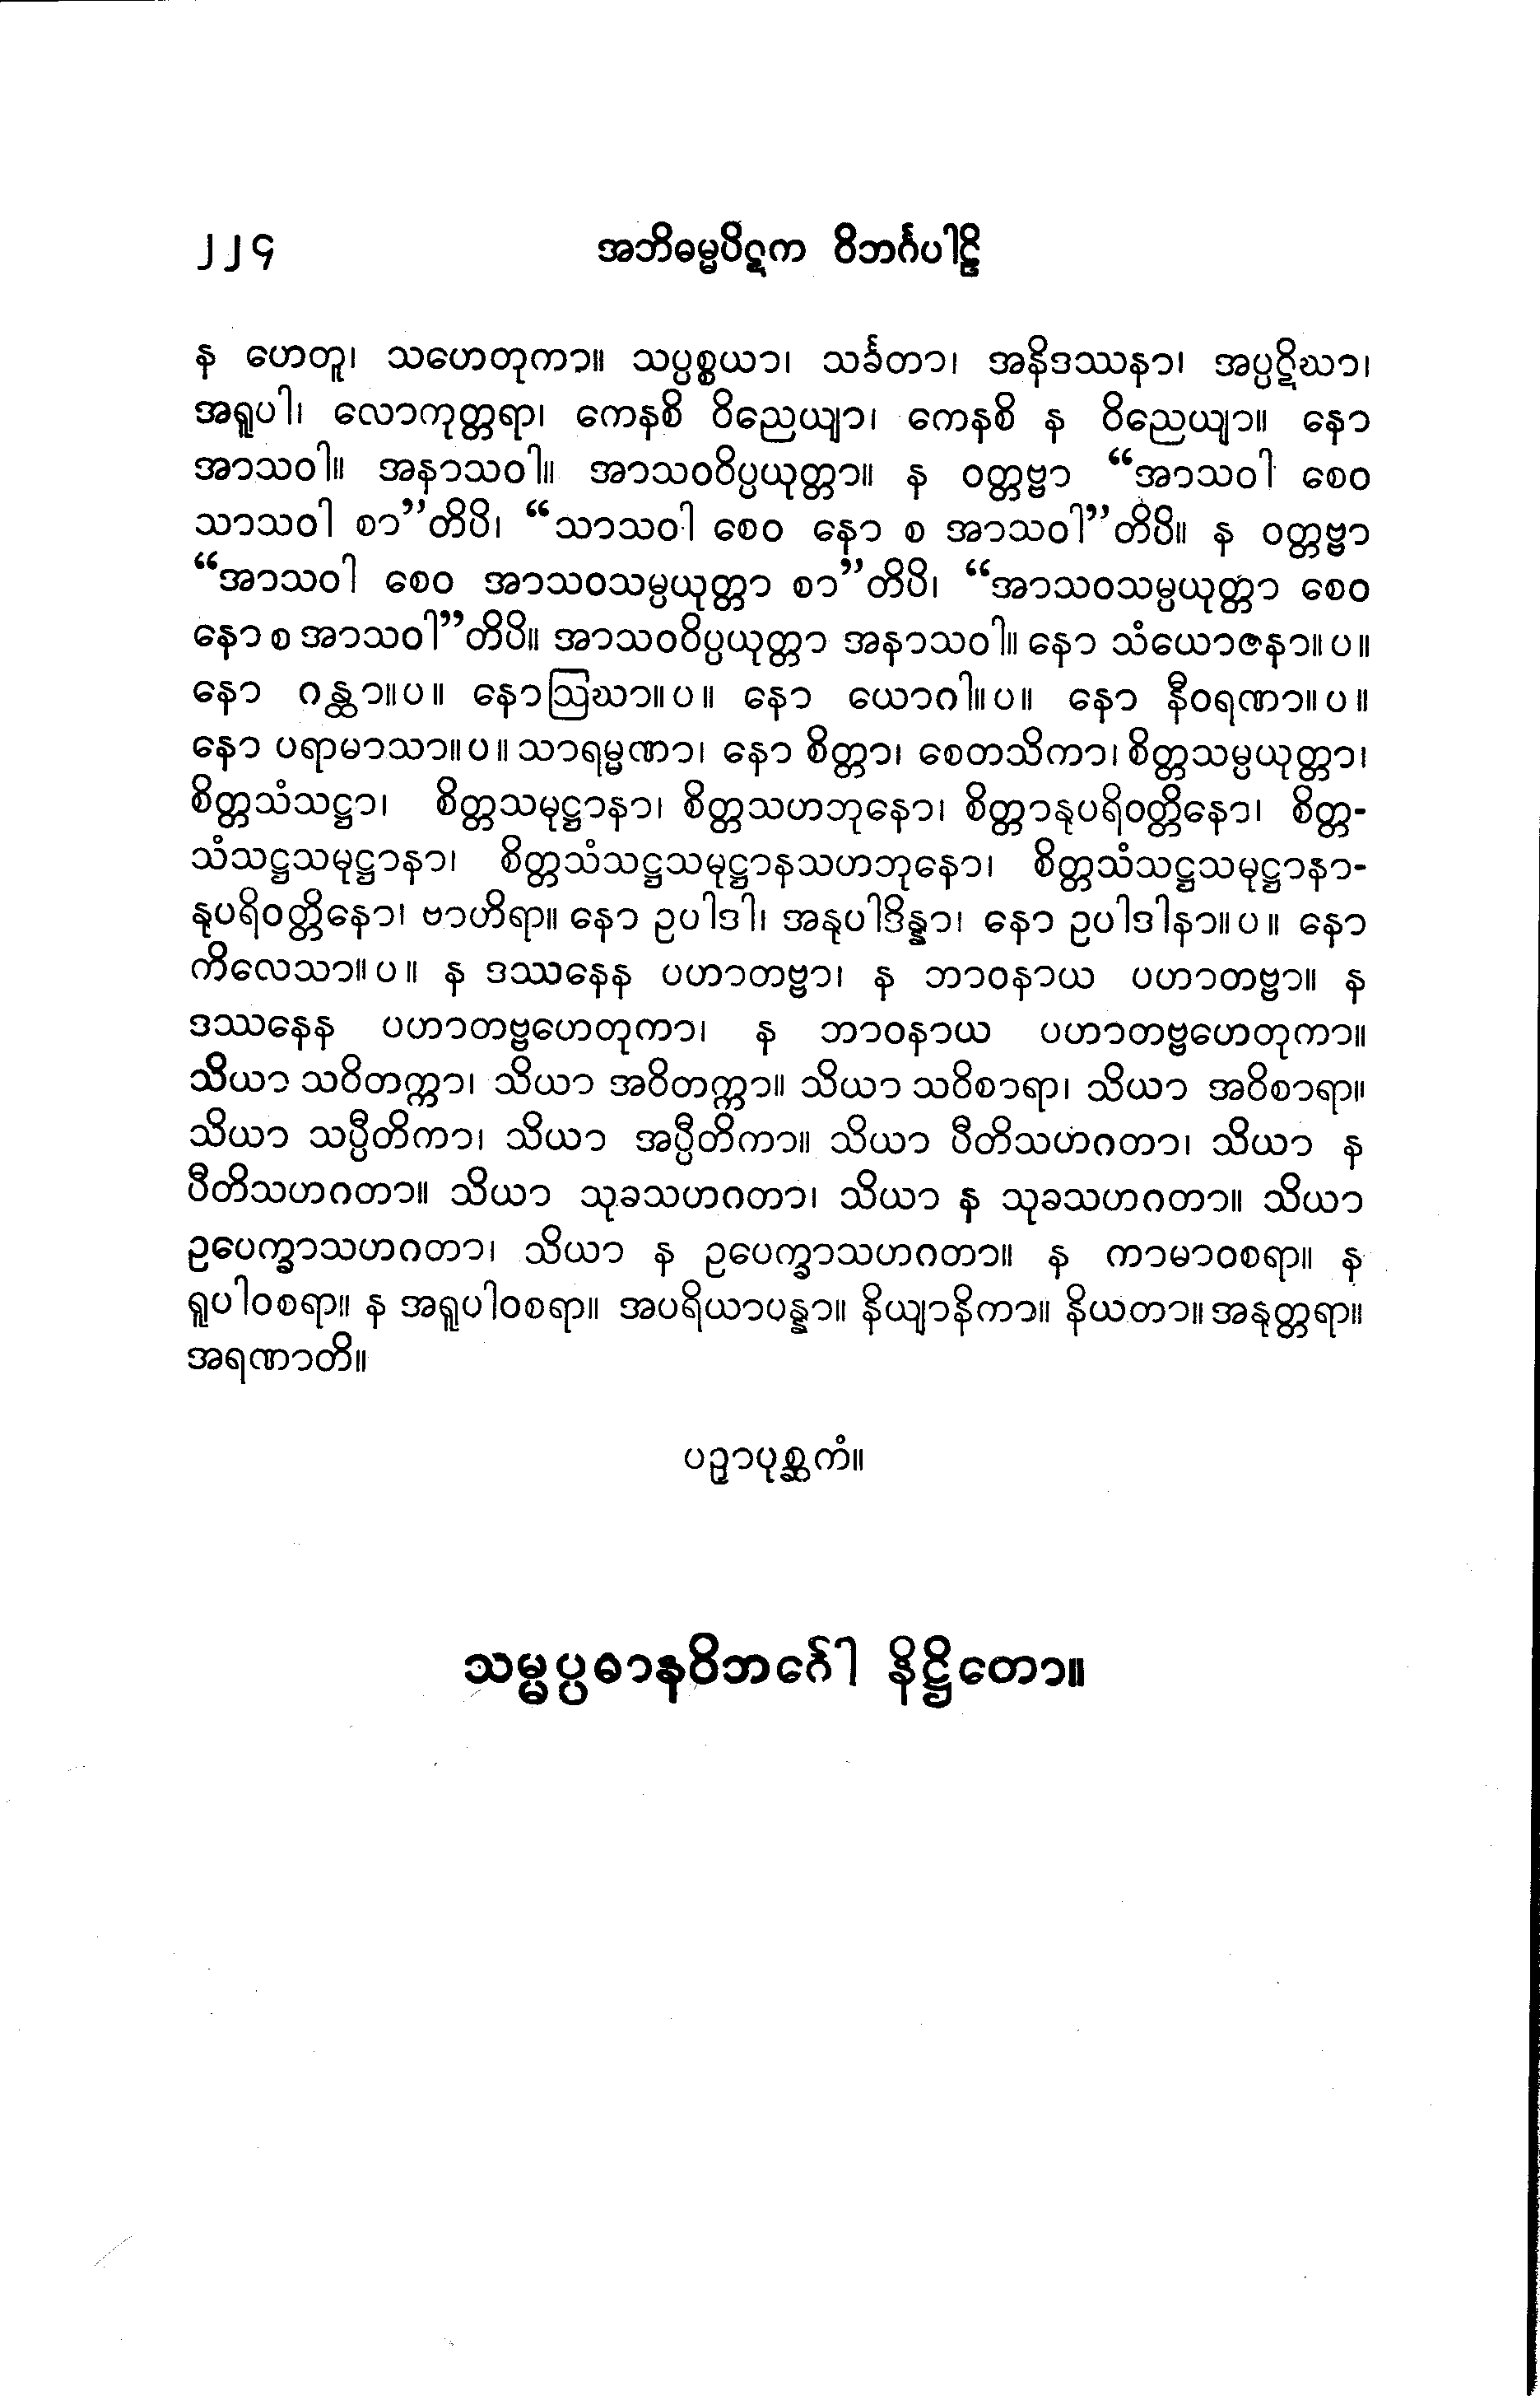 ၂၂၄ အဘိဓမ္မပိဋက ဝိဘင်္ဂပါဠိ
န ဟေတူ၊ သဟေတုကာ။ သပ္ပစ္စယာ၊ သင်္ခတာ၊ အနိဒဿနာ၊ အပ္ပဋိဃာ၊
အရူပါ၊ လောကုတ္တရာ၊ ကေနစိ ဝိညေယျာ၊ ကေနစိ န ဝိညေယျာ။ နော
အာသဝါ။ အနာသဝါ။ အာသဝဝိပ္ပယုတ္တာ။ န ဝတ္တဗ္ဗာ “အာသဝါ စေဝ
သာသဝါ စာ”တိပိ၊ “သာသဝါ စေဝ နော စ အာသဝါ”တိပိ။ န ဝတ္တဗ္ဗာ
“အာသဝါ စေဝ အာသဝသမ္ပယုတ္တာ စာ”တိပိ၊ “အာသဝသမ္ပယုတ္တာ စေဝ
နော စ အာသဝါ”တိပိ။ အာသဝဝိပ္ပယုတ္တာ အနာသဝါ။ နော သံယောဇနာ။ပ။
နော ဂန္ထာ။ပ။ နောဩဃာ။ပ။ နော ယောဂါ။ပ။ နော နီဝရဏာ။ပ။
နော ပရာမာသာ။ပ။ သာရမ္မဏာ၊ နော စိတ္တာ၊ စေတသိကာ၊ စိတ္တသမ္ပယုတ္တာ၊
စိတ္တသံသဋ္ဌာ၊ စိတ္တသမုဋ္ဌာနာ၊ စိတ္တသဟဘုနော၊ စိတ္တာနုပရိဝတ္တိနော၊ စိတ္တ-
သံသဋ္ဌသမုဋ္ဌာနာ၊ စိတ္တသံသဋ္ဌသမုဋ္ဌာနသဟဘုနော၊ စိတ္တသံသဋ္ဌသမုဋ္ဌာနာ-
နုပရိဝတ္တိနော၊ ဗာဟိရာ။ နော ဥပါဒါ၊ အနုပါဒိန္နာ၊ နော ဥပါဒါနာ။ပ။ နော
ကိလေသာ။ပ။ န ဒဿနေန ပဟာတဗ္ဗာ၊ န ဘာဝနာယ ပဟာတဗ္ဗာ။ န
ဒဿနေန ပဟာတဗ္ဗဟေတုကာ၊ န ဘာဝနာယ ပဟာတဗ္ဗဟေတုကာ။
သိယာ သဝိတက္ကာ၊ သိယာ အဝိတက္ကာ။ သိယာ သဝိစာရာ၊ သိယာ အဝိစာရာ။
သိယာ သပ္ပီတိကာ၊ သိယာ အပ္ပီတိကာ။ သိယာ ပီတိသဟဂတာ၊ သိယာ န
ပီတိသဟဂတာ။ သိယာ သုခသဟဂတာ၊ သိယာ န သုခသဟဂတာ။ သိယာ
ဥပေက္ခာသဟဂတာ၊ သိယာ န ဥပေက္ခာသဟဂတာ။ န ကာမာဝစရာ။ န
ရူပါဝစရာ။ န အရူပါဝစရာ။ အပရိယာပန္နာ။ နိယျာနိကာ။ နိယတာ။ အနုတ္တရာ။
အရဏာတိ။
ပဉှာပုစ္ဆကံ။
သမ္မပ္ပဓာနဝိဘင်္ဂေါ နိဋ္ဌိတော။